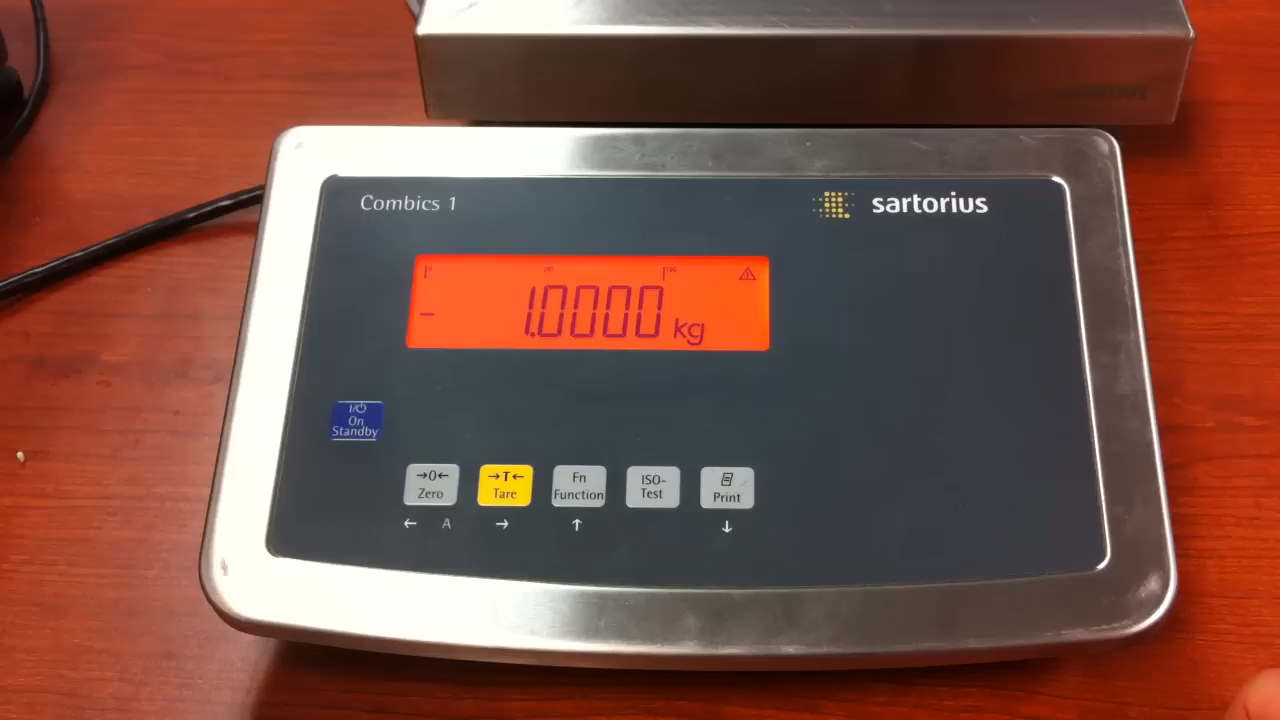 Combics 1
sartorius
− 1.0000 kg
I/⏻
On
Standby
→0←
Zero
→T←
Tare
Fn
Function
ISO-
Test
Print
← A → ↑ ↓